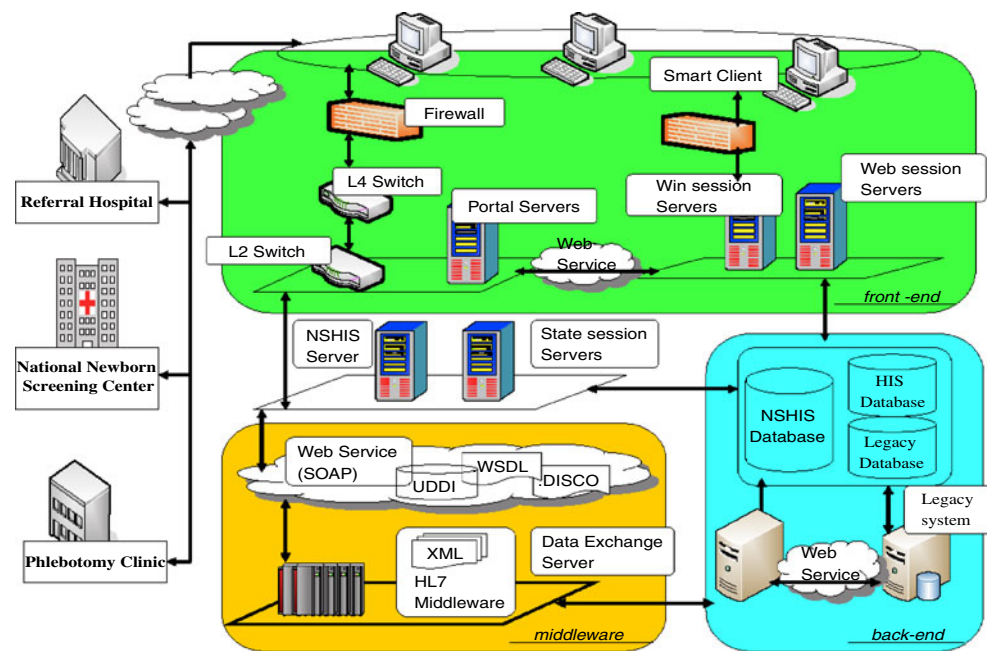 Smart Client
Firewall
L4 Switch
Win session
Servers
Web session
Servers
Portal Servers
L2 Switch
Web
Service
front -end
Referral Hospital
National Newborn
Screening Center
Phlebotomy Clinic
NSHIS
Server
State session
Servers
NSHIS
Database
HIS
Database
Legacy
Database
Web Service
(SOAP)
UDDI
WSDL
.DISCO
XML
HL7
Middleware
Data Exchange
Server
middleware
Legacy
system
Web
Service
back-end